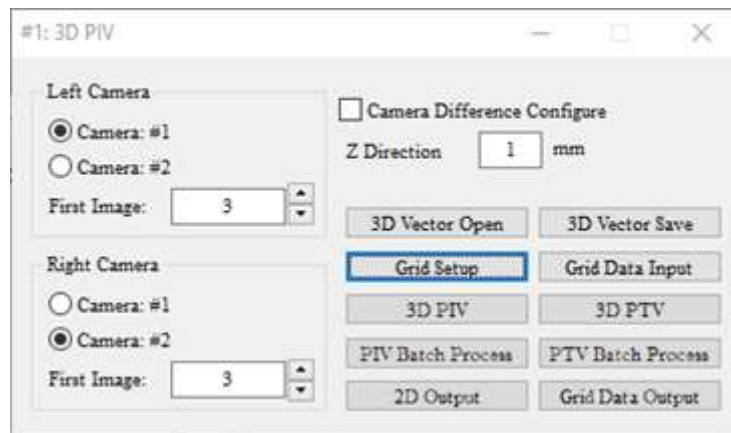 #1: 3D PIV
Left Camera
Camera: #1
Camera: #2
First Image: 3
Right Camera
Camera: #1
Camera: #2
First Image: 3
Camera Difference Configure
Z Direction 1 mm
3D Vector Open 3D Vector Save
Grid Setup Grid Data Input
3D PIV 3D PTV
PIV Batch Process PTV Batch Process
2D Output Grid Data Output